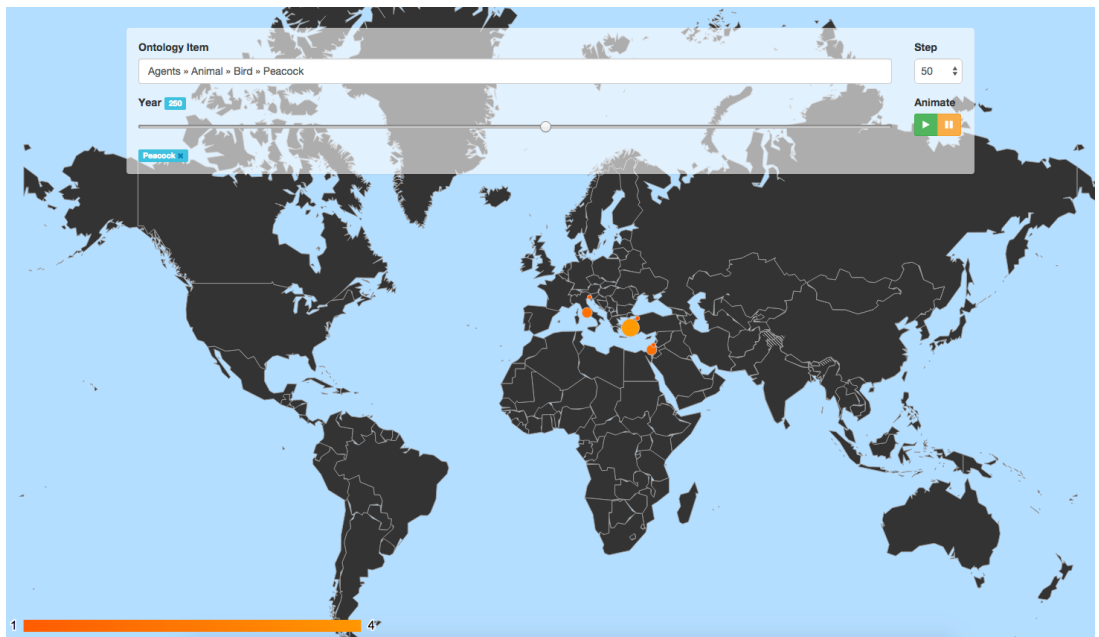 Ontology Item
Step
Agents » Animal » Bird » Peacock
50
Year 250
Animate
Peacock ×
1
4